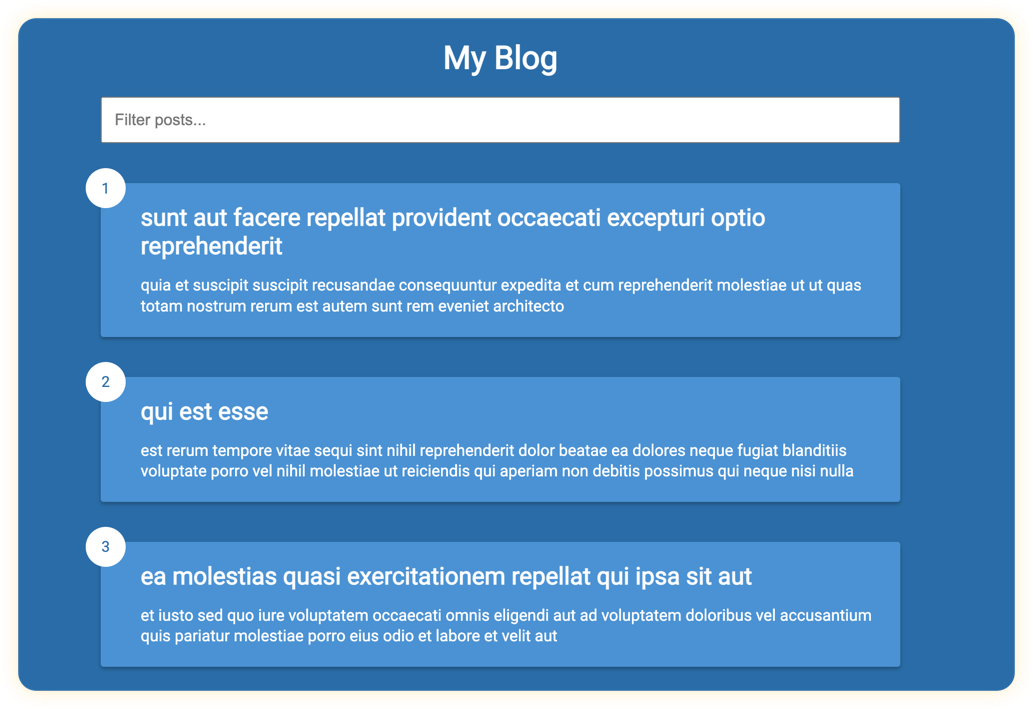 My Blog
Filter posts...
1
sunt aut facere repellat provident occaecati excepturi optio
reprehenderit
quia et suscipit suscipit recusandae consequuntur expedita et cum reprehenderit molestiae ut ut quas
totam nostrum rerum est autem sunt rem eveniet architecto
2
qui est esse
est rerum tempore vitae sequi sint nihil reprehenderit dolor beatae ea dolores neque fugiat blanditiis
voluptate porro vel nihil molestiae ut reiciendis qui aperiam non debitis possimus qui neque nisi nulla
3
ea molestias quasi exercitationem repellat qui ipsa sit aut
et iusto sed quo iure voluptatem occaecati omnis eligendi aut ad voluptatem doloribus vel accusantium
quis pariatur molestiae porro eius odio et labore et velit aut